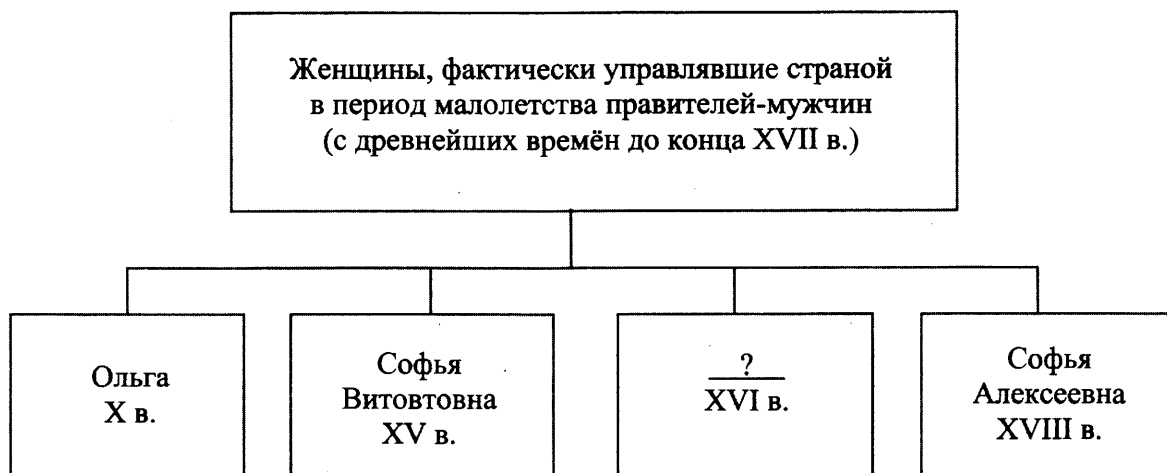 Женщины, фактически управлявшие страной
в период малолетства правителей-мужчин
(с древнейших времён до конца XVII в.)
Ольга
X в.
Софья
Витовтовна
XV в.
?
XVI в.
Софья
Алексеевна
XVIII в.